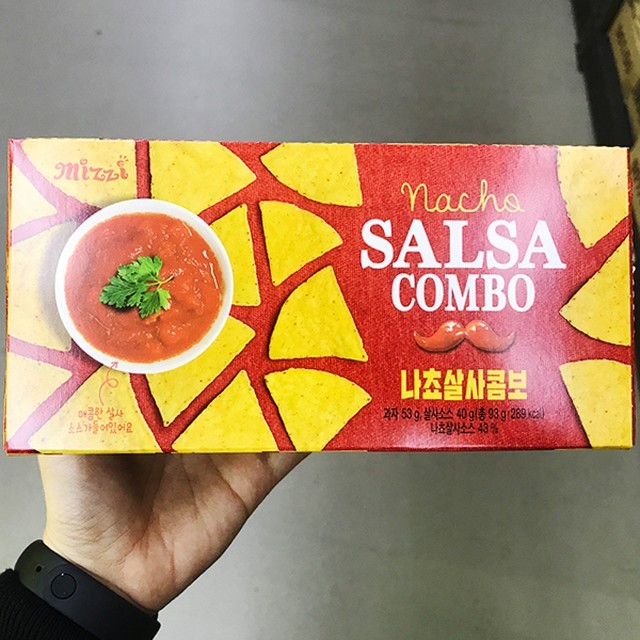 mizzi
Nacho
SALSA
COMBO
나쵸살사콤보
과자 53 g, 살사소스 40 g(총 93 g(289 kcal)
나쵸살사소스 43 %
매콤한 살사
소스가들어있어요